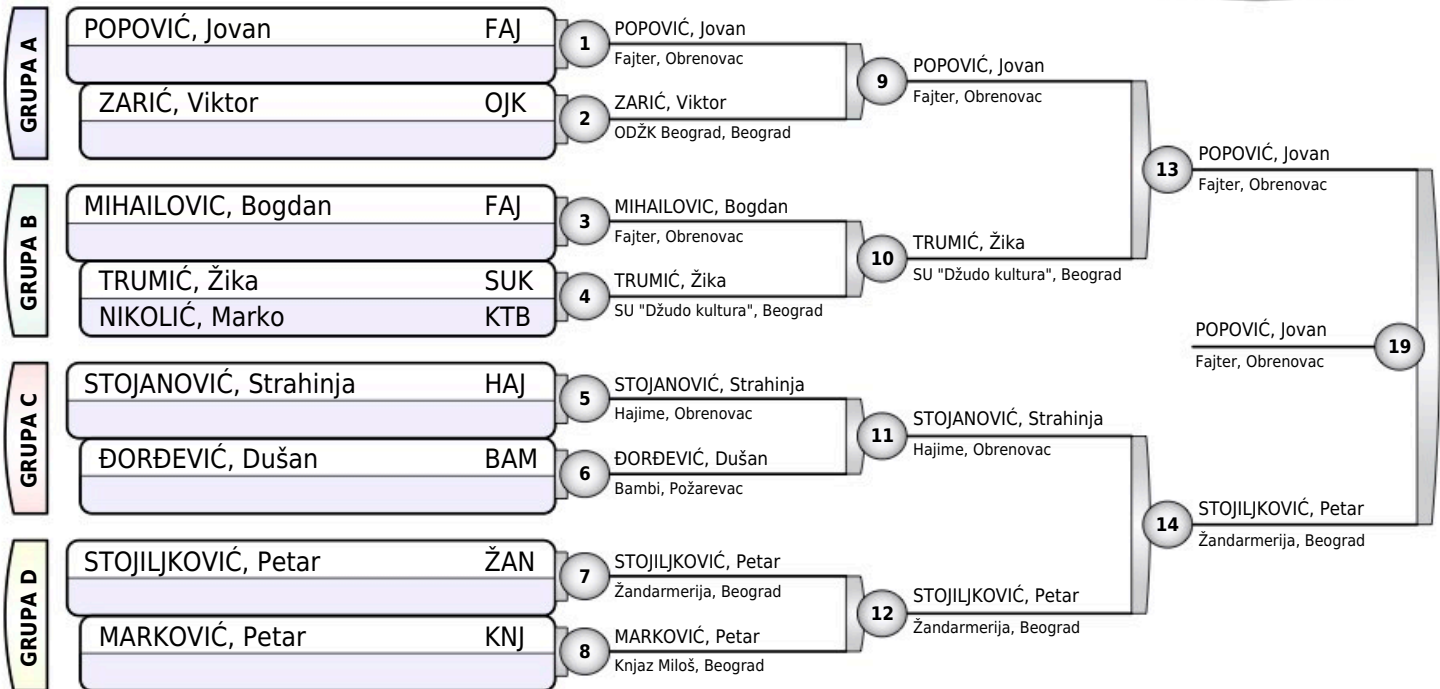 GRUPA A
POPOVIĆ, Jovan FAJ
ZARIĆ, Viktor OJK
GRUPA B
MIHAILOVIC, Bogdan FAJ
TRUMIĆ, Žika SUK
NIKOLIĆ, Marko KTB
GRUPA C
STOJANOVIĆ, Strahinja HAJ
ĐORĐEVIĆ, Dušan BAM
GRUPA D
STOJILJKOVIĆ, Petar ŽAN
MARKOVIĆ, Petar KNJ
1
POPOVIĆ, Jovan
Fajter, Obrenovac
2
ZARIĆ, Viktor
ODŽK Beograd, Beograd
3
MIHAILOVIC, Bogdan
Fajter, Obrenovac
4
TRUMIĆ, Žika
SU "Džudo kultura", Beograd
5
STOJANOVIĆ, Strahinja
Hajime, Obrenovac
6
ĐORĐEVIĆ, Dušan
Bambi, Požarevac
7
STOJILJKOVIĆ, Petar
Žandarmerija, Beograd
8
MARKOVIĆ, Petar
Knjaz Miloš, Beograd
9
POPOVIĆ, Jovan
Fajter, Obrenovac
10
TRUMIĆ, Žika
SU "Džudo kultura", Beograd
11
STOJANOVIĆ, Strahinja
Hajime, Obrenovac
12
STOJILJKOVIĆ, Petar
Žandarmerija, Beograd
13
POPOVIĆ, Jovan
Fajter, Obrenovac
14
STOJILJKOVIĆ, Petar
Žandarmerija, Beograd
POPOVIĆ, Jovan
Fajter, Obrenovac
19